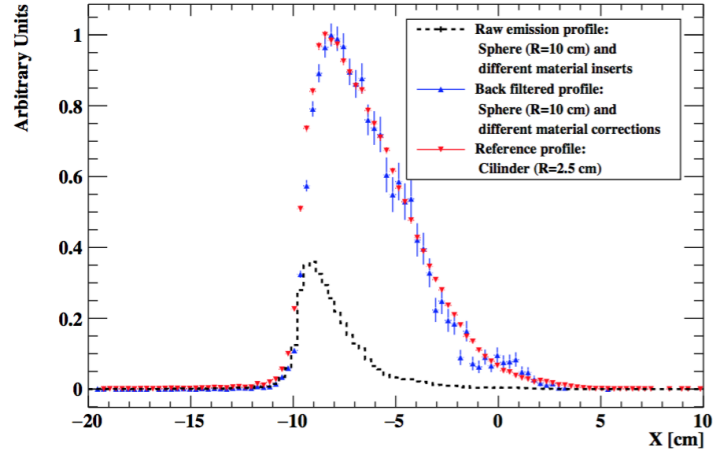 Arbitrary Units
1
0.8
0.6
0.4
0.2
0
Raw emission profile:
Sphere (R=10 cm) and
different material inserts
Back filtered profile:
Sphere (R=10 cm) and
different material corrections
Reference profile:
Cilinder (R=2.5 cm)
−20 −15 −10 −5 0 5 10
X [cm]